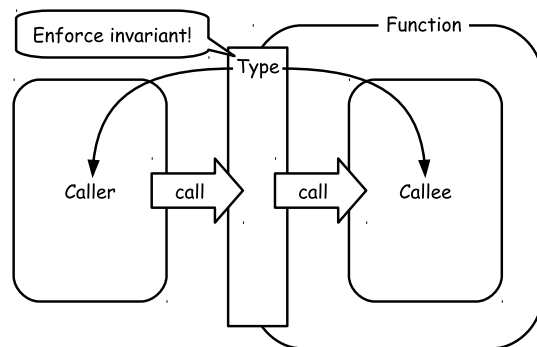 Function
Enforce invariant!
Type
Caller
call
call
Callee